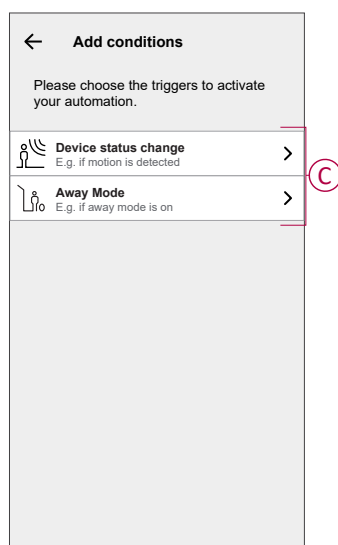 Add conditions
Please choose the triggers to activate
your automation.
Device status change
E.g. if motion is detected
Away Mode
E.g. if away mode is on
C